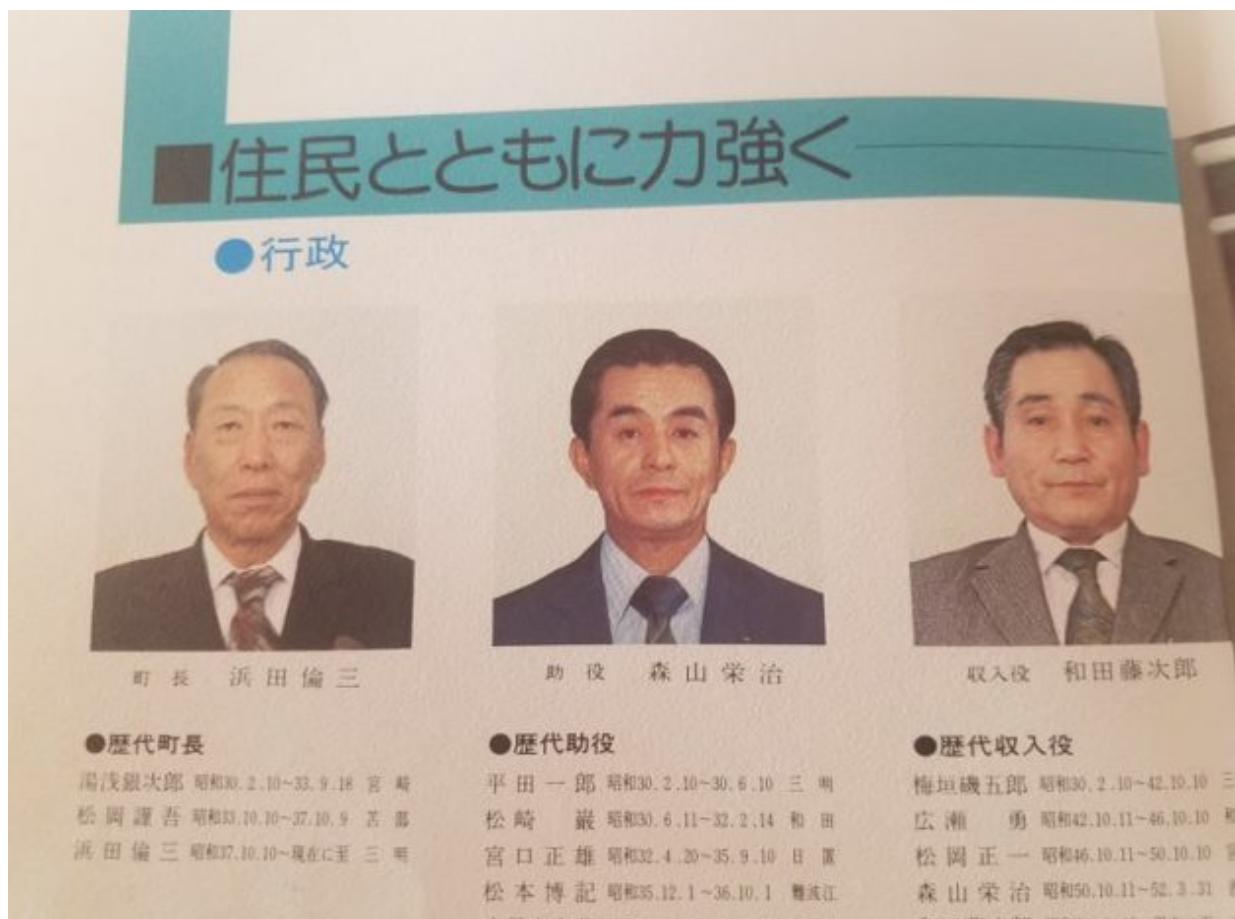 ■住民とともに力強く
●行政
町長 浜田倫三
助役 森山栄治
収入役 和田藤次郎
●歴代町長
湯浅銀次郎 昭和30.2.10~33.9.18 宮崎
松岡謹吾 昭和33.10.10~37.10.9 苫部
浜田倫三 昭和37.10.10~現在に至 三明
●歴代助役
平田一郎 昭和30.2.10~30.6.10 三明
松崎巌 昭和30.6.11~32.2.14 和田
宮口正雄 昭和32.4.20~35.9.10 日置
松本博記 昭和35.12.1~36.10.1 難波江
●歴代収入役
梅垣磯五郎 昭和30.2.10~42.10.10 三
広瀬勇 昭和42.10.11~46.10.10
松岡正一 昭和46.10.11~50.10.10
森山栄治 昭和50.10.11~52.3.31